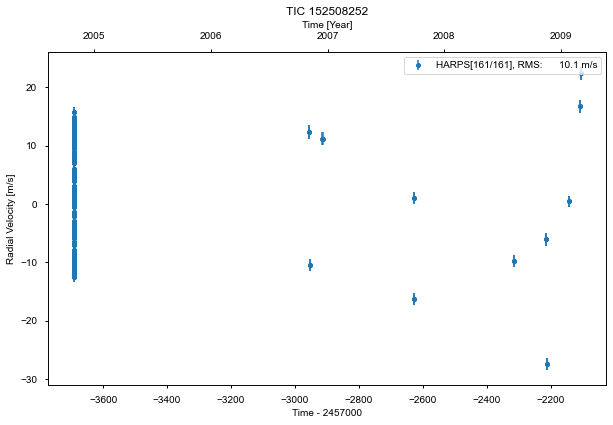 TIC 152508252
Time [Year]
2005 2006 2007 2008 2009
HARPS[161/161], RMS: 10.1 m/s
20
10
0
−10
−20
−30
Radial Velocity [m/s]
−3600 −3400 −3200 −3000 −2800 −2600 −2400 −2200
Time - 2457000